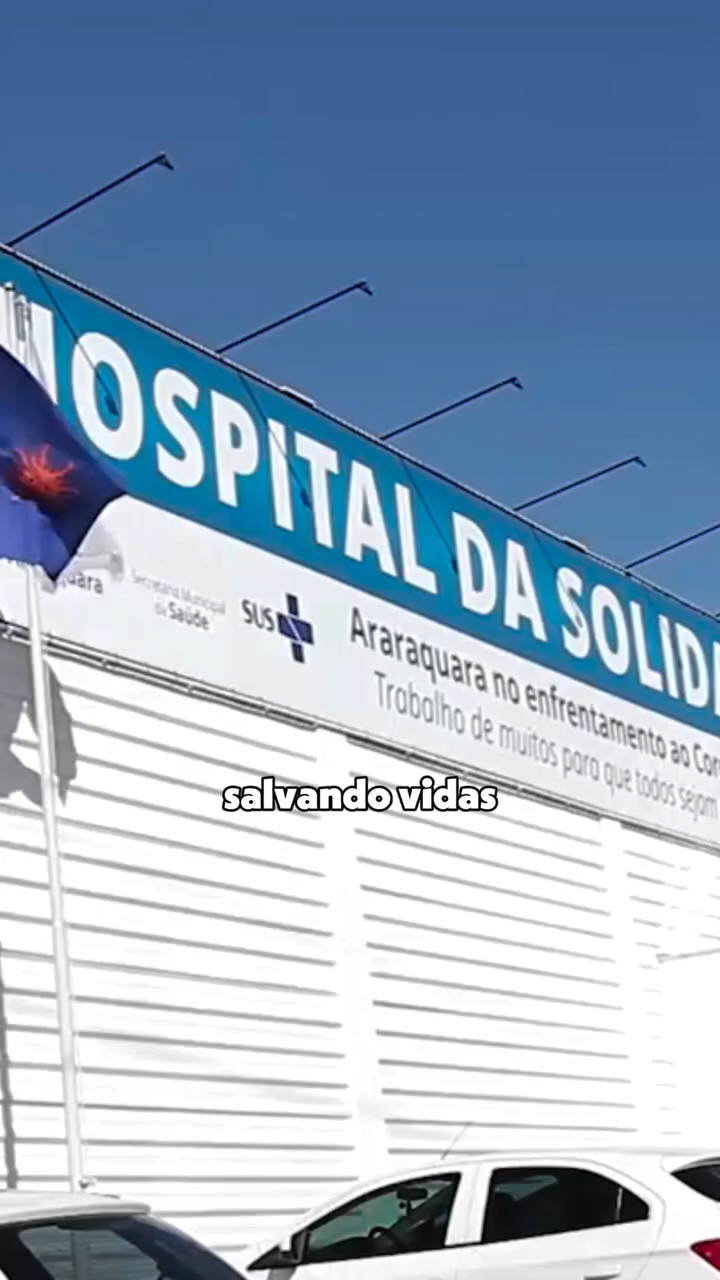 HOSPITAL DA SOLID
Secretaria Municipal
da Saúde
SUS
Araraquara no enfrentamento ao Cor
Trabalho de muitos para que todos sejam
salvando vidas